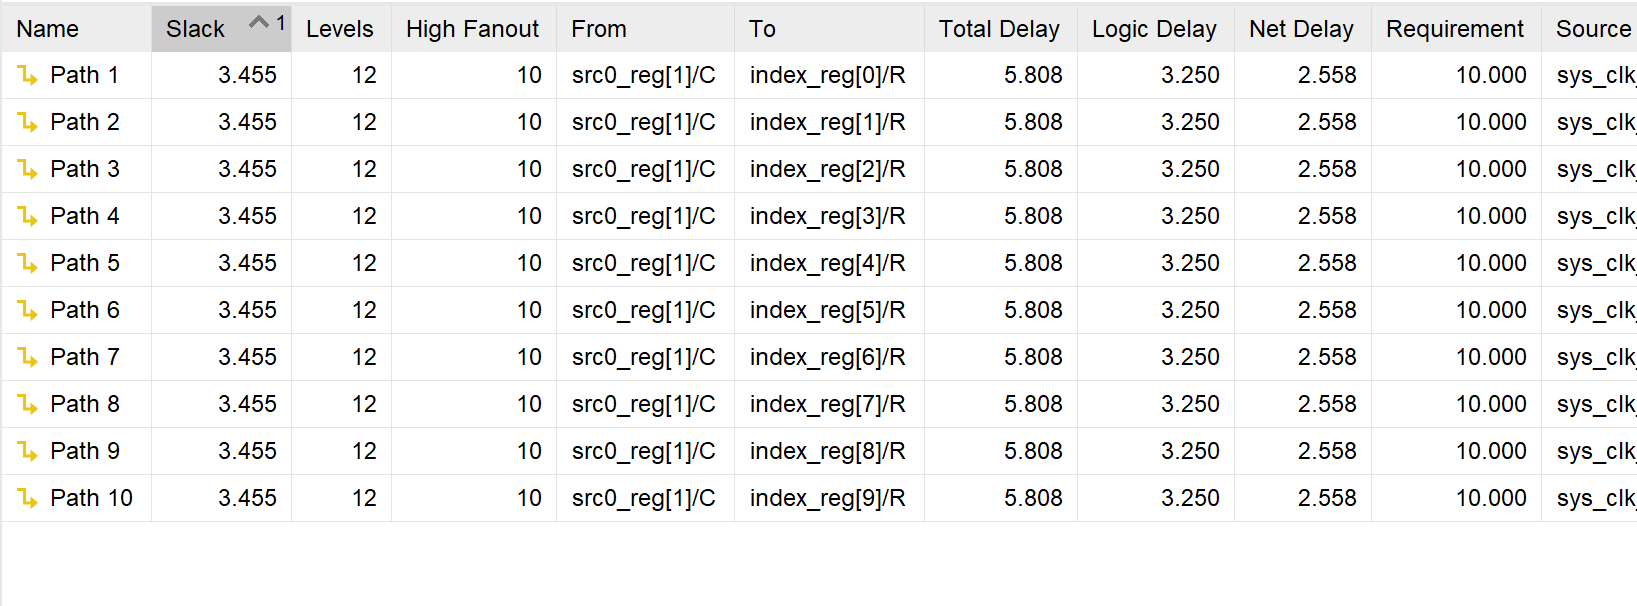 Name Slack 1 Levels High Fanout From To Total Delay Logic Delay Net Delay Requirement Source
Path 1 3.455 12 10 src0_reg[1]/C index_reg[0]/R 5.808 3.250 2.558 10.000 sys_clk_
Path 2 3.455 12 10 src0_reg[1]/C index_reg[1]/R 5.808 3.250 2.558 10.000 sys_clk_
Path 3 3.455 12 10 src0_reg[1]/C index_reg[2]/R 5.808 3.250 2.558 10.000 sys_clk_
Path 4 3.455 12 10 src0_reg[1]/C index_reg[3]/R 5.808 3.250 2.558 10.000 sys_clk_
Path 5 3.455 12 10 src0_reg[1]/C index_reg[4]/R 5.808 3.250 2.558 10.000 sys_clk_
Path 6 3.455 12 10 src0_reg[1]/C index_reg[5]/R 5.808 3.250 2.558 10.000 sys_clk_
Path 7 3.455 12 10 src0_reg[1]/C index_reg[6]/R 5.808 3.250 2.558 10.000 sys_clk_
Path 8 3.455 12 10 src0_reg[1]/C index_reg[7]/R 5.808 3.250 2.558 10.000 sys_clk_
Path 9 3.455 12 10 src0_reg[1]/C index_reg[8]/R 5.808 3.250 2.558 10.000 sys_clk_
Path 10 3.455 12 10 src0_reg[1]/C index_reg[9]/R 5.808 3.250 2.558 10.000 sys_clk_